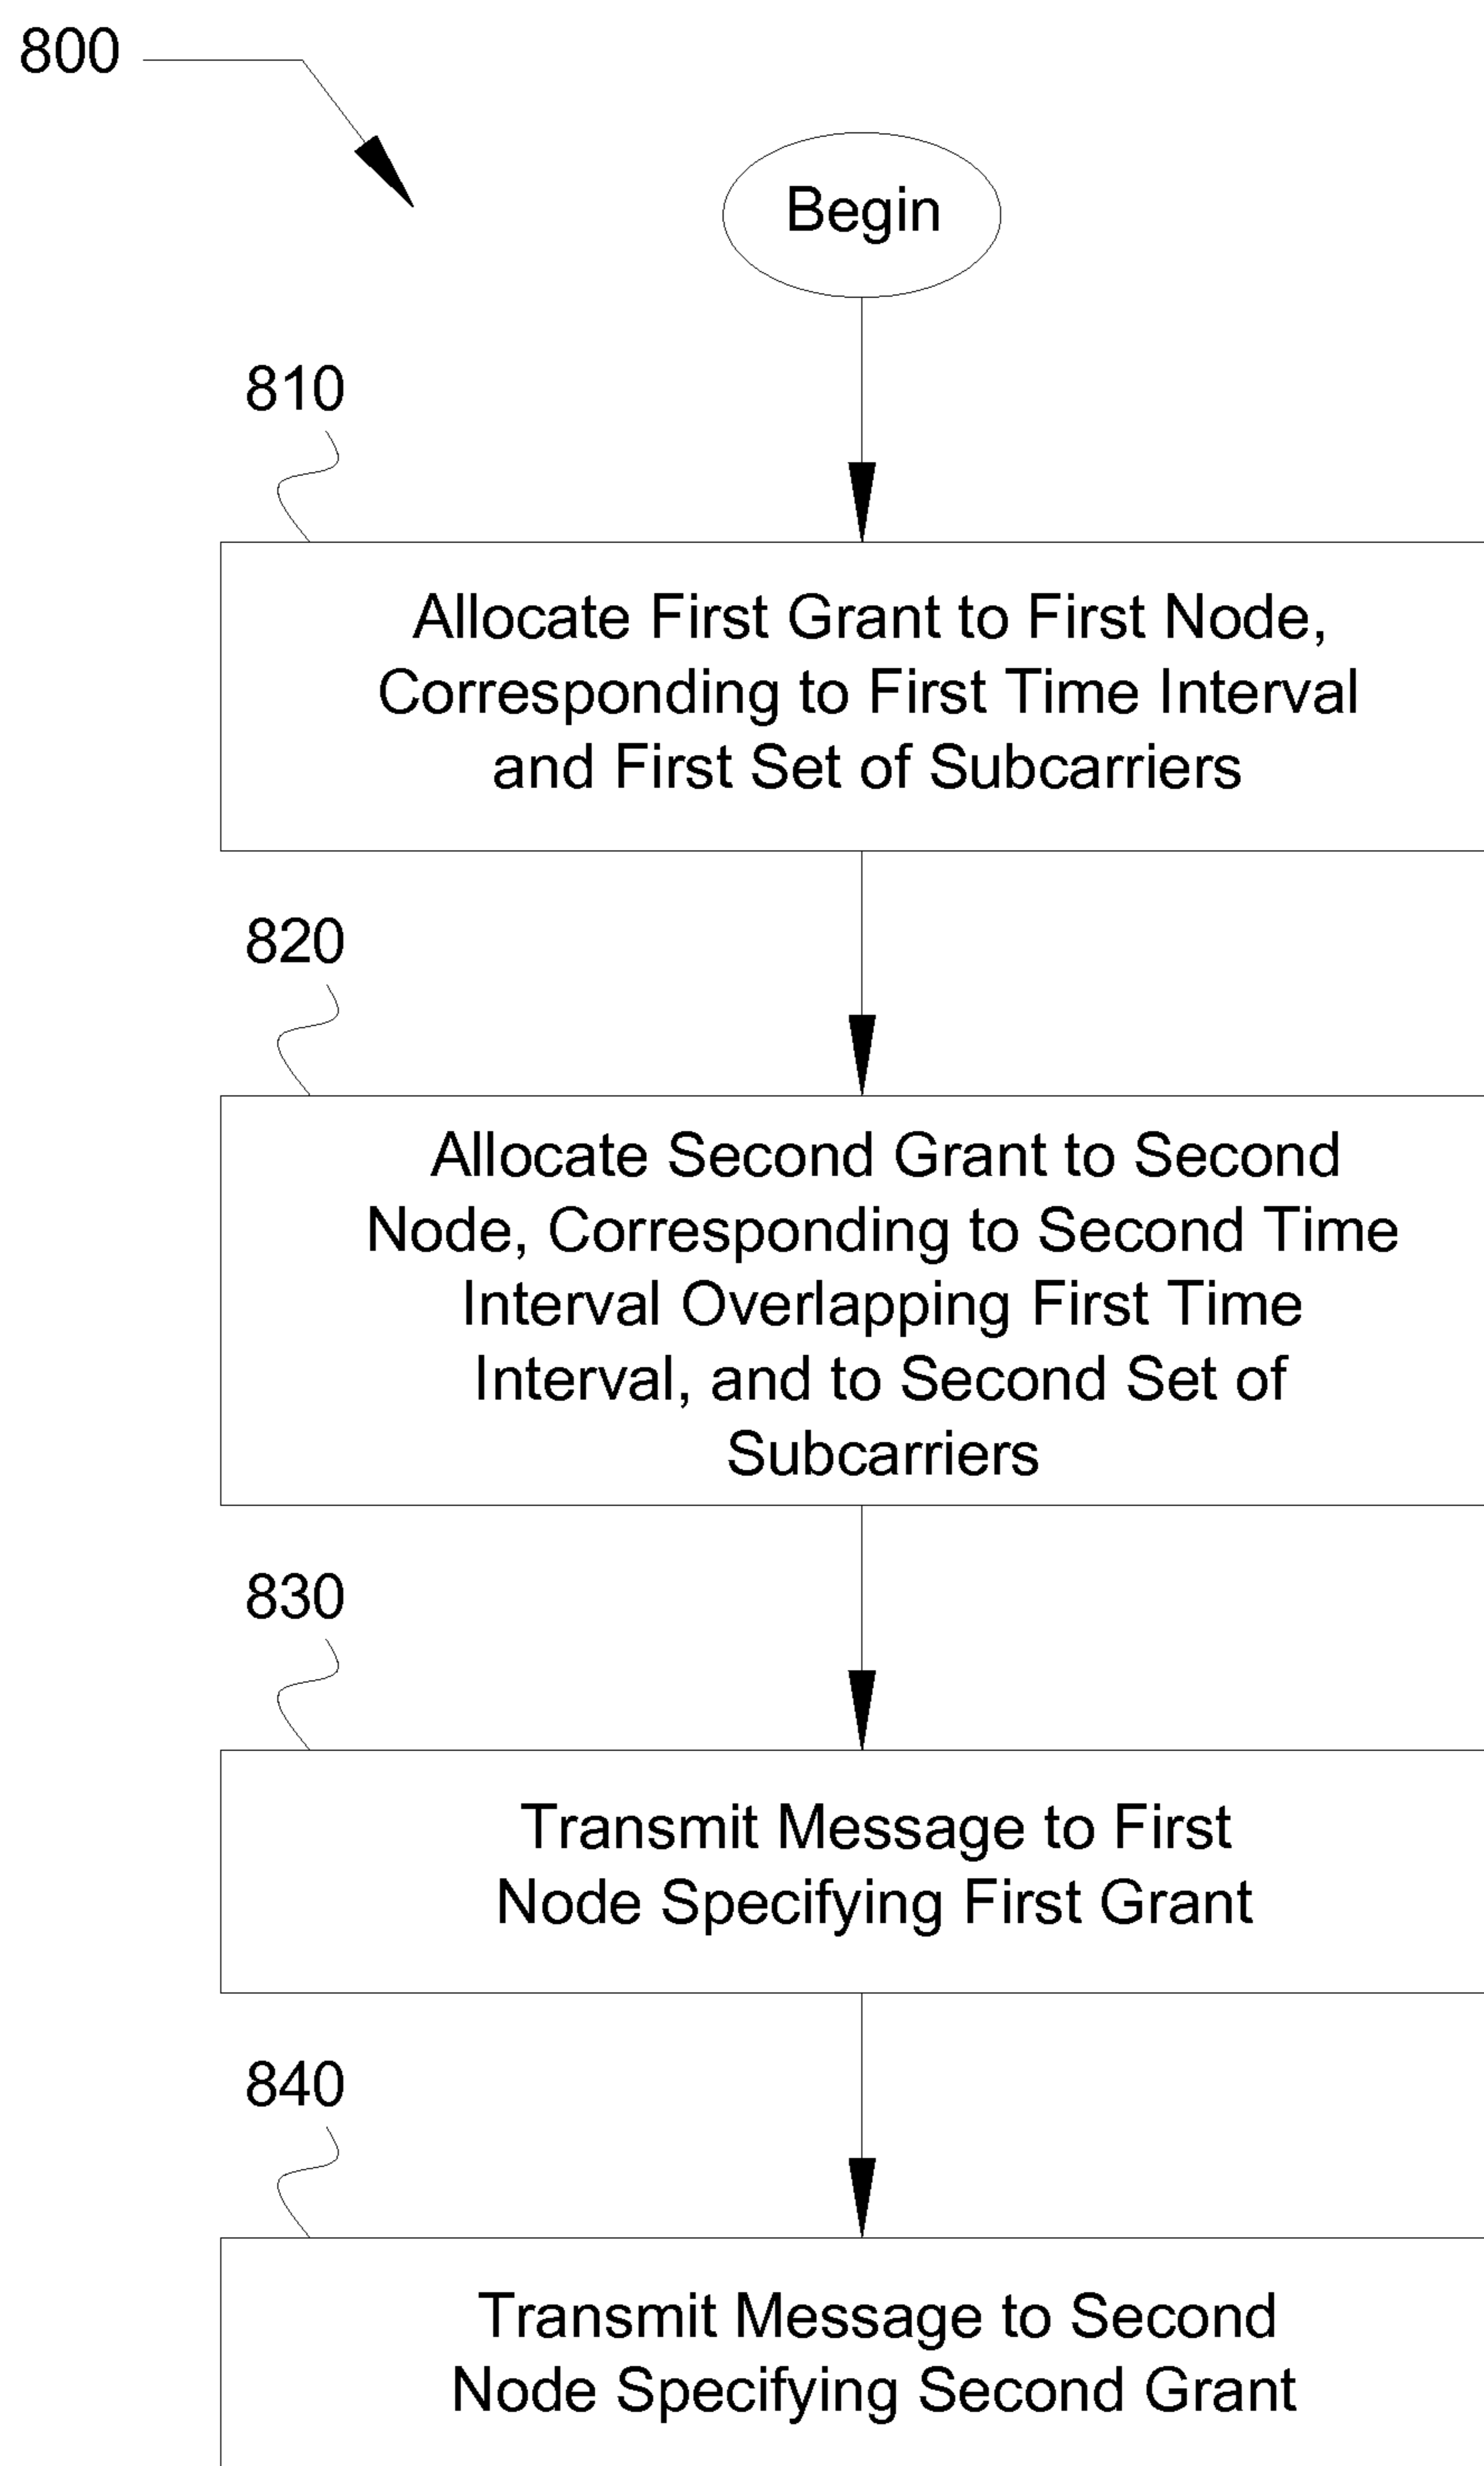 800
Begin
810
Allocate First Grant to First Node,
Corresponding to First Time Interval
and First Set of Subcarriers
820
Allocate Second Grant to Second
Node, Corresponding to Second Time
Interval Overlapping First Time
Interval, and to Second Set of
Subcarriers
830
Transmit Message to First
Node Specifying First Grant
840
Transmit Message to Second
Node Specifying Second Grant